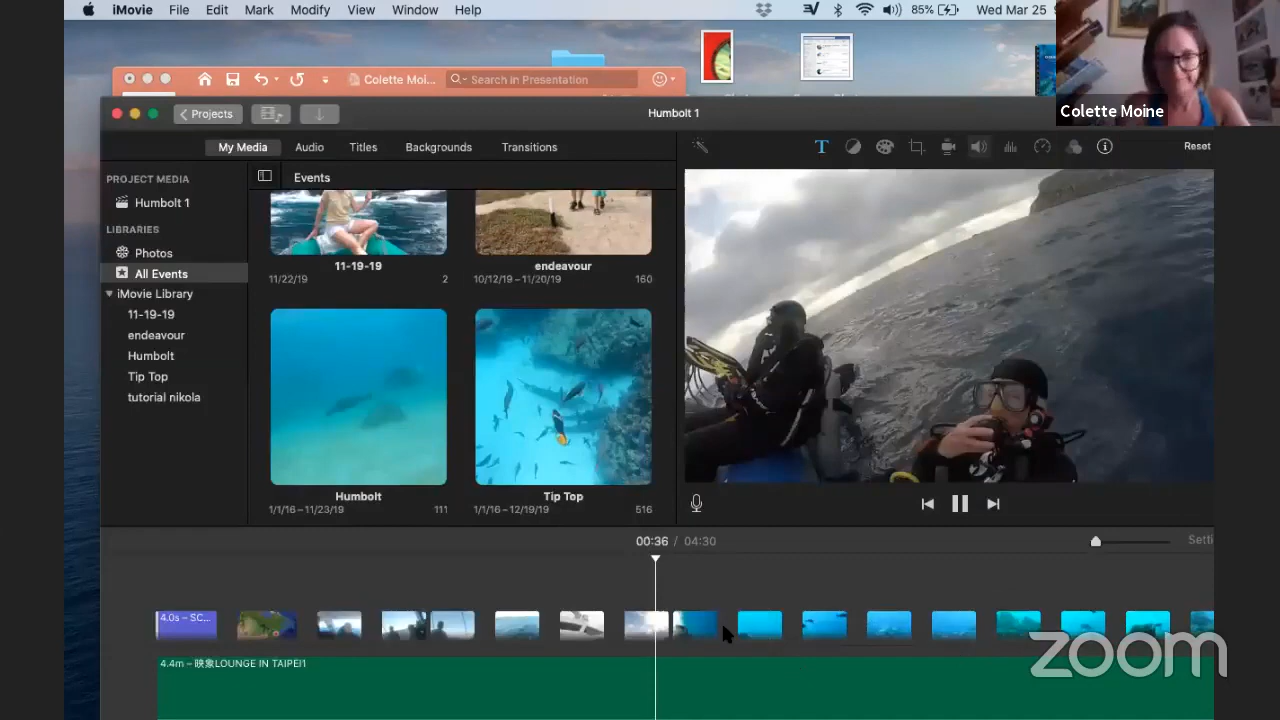 iMovie File Edit Mark Modify View Window Help 85% Wed Mar 25
Colette Moi... Search in Presentation
Colette Moine
Projects Humbolt 1
My Media Audio Titles Backgrounds Transitions T Reset
PROJECT MEDIA
Humbolt 1
LIBRARIES
Photos
All Events
iMovie Library
11-19-19
endeavour
Humbolt
Tip Top
tutorial nikola
Events
11-19-19 endeavour
11/22/19 2 10/12/19 – 11/20/19 160
Humbolt Tip Top
1/1/16 – 11/23/19 111 1/1/16 – 12/19/19 516
00:36 / 04:30 Setti
4.0s – SC...
4.4m – 映象LOUNGE IN TAIPEI1
zoom